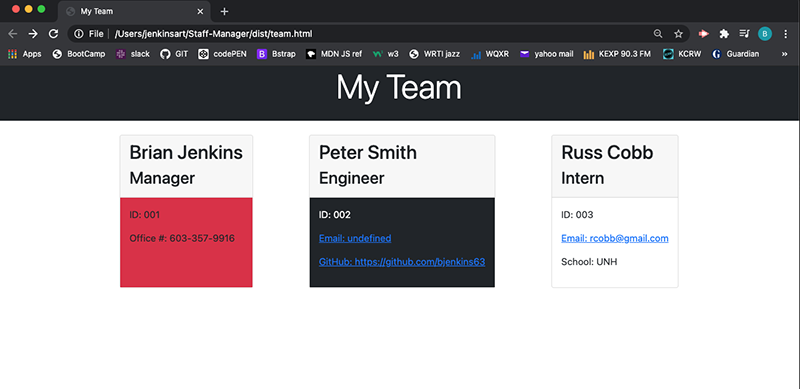 My Team
File | /Users/jenkinsart/Staff-Manager/dist/team.html
B
Apps BootCamp slack GIT codePEN Bstrap MDN JS ref w3 WRTI jazz WQXR yahoo mail KEXP 90.3 FM KCRW Guardian »
My Team
Brian Jenkins
Manager
ID: 001
Office #: 603-357-9916
Peter Smith
Engineer
ID: 002
Email: undefined
GitHub: https://github.com/bjenkins63
Russ Cobb
Intern
ID: 003
Email: rcobb@gmail.com
School: UNH